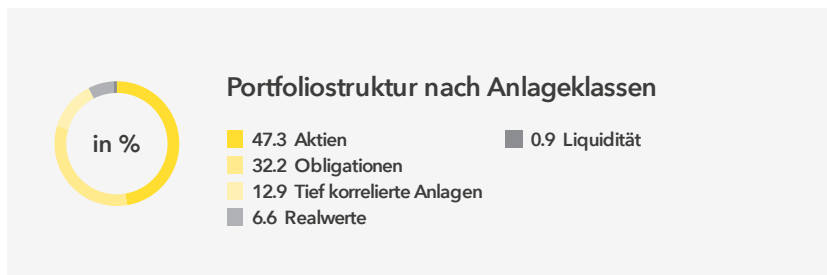 Portfoliostruktur nach Anlageklassen
in %
47.3 Aktien
32.2 Obligationen
12.9 Tief korrelierte Anlagen
6.6 Realwerte
0.9 Liquidität